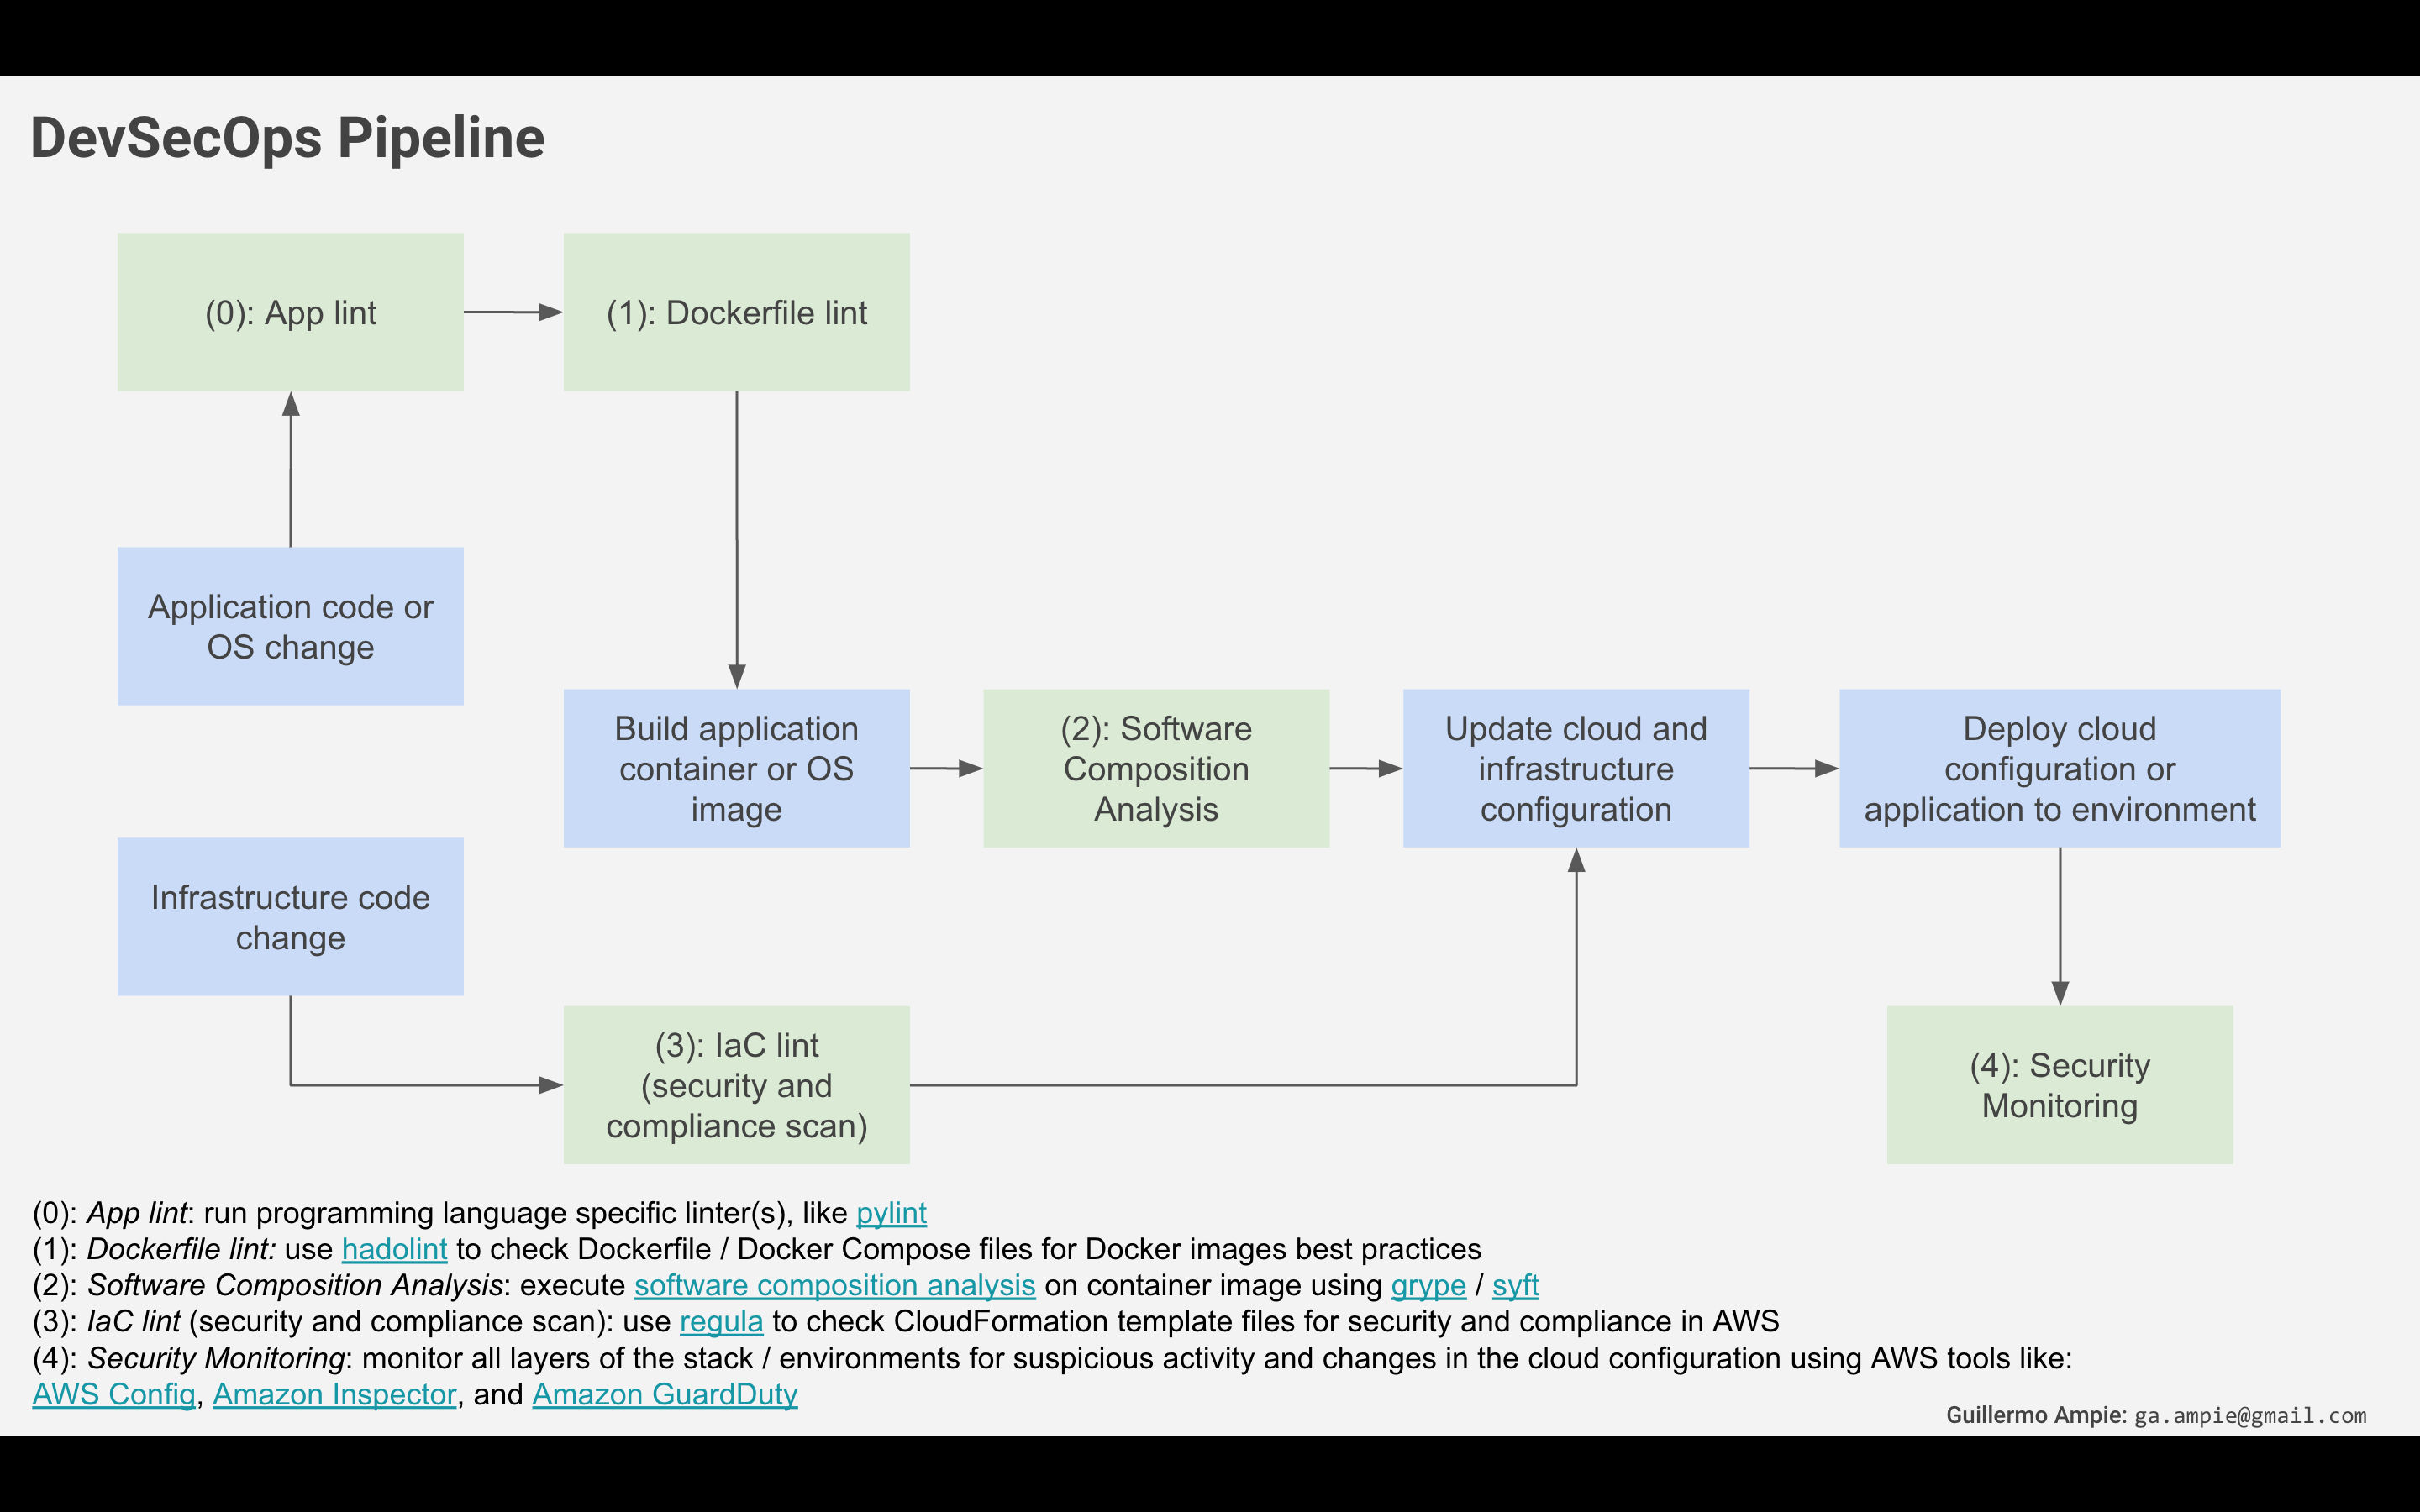 DevSecOps Pipeline
(0): App lint
(1): Dockerfile lint
Application code or
OS change
Build application
container or OS
image
(2): Software
Composition
Analysis
Update cloud and
infrastructure
configuration
Deploy cloud
configuration or
application to environment
Infrastructure code
change
(3): IaC lint
(security and
compliance scan)
(4): Security
Monitoring
(0): App lint: run programming language specific linter(s), like pylint
(1): Dockerfile lint: use hadolint to check Dockerfile / Docker Compose files for Docker images best practices
(2): Software Composition Analysis: execute software composition analysis on container image using grype / syft
(3): IaC lint (security and compliance scan): use regula to check CloudFormation template files for security and compliance in AWS
(4): Security Monitoring: monitor all layers of the stack / environments for suspicious activity and changes in the cloud configuration using AWS tools like:
AWS Config, Amazon Inspector, and Amazon GuardDuty
Guillermo Ampie: ga.ampie@gmail.com